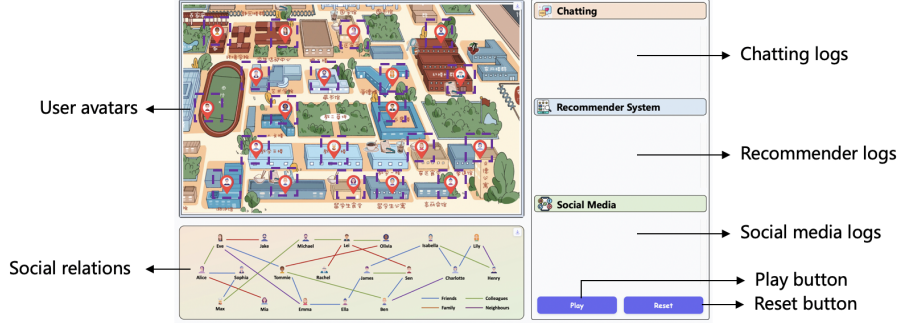 User avatars
Social relations
Chatting
Recommender System
Social Media
Play
Reset
Chatting logs
Recommender logs
Social media logs
Play button
Reset button
Eve
Jake
Michael
Lei
Olivia
Isabella
Lily
Alice
Sophia
Tommie
Rachel
James
Sen
Charlotte
Henry
Max
Mia
Emma
Ella
Ben
Friends
Colleagues
Family
Neighbours